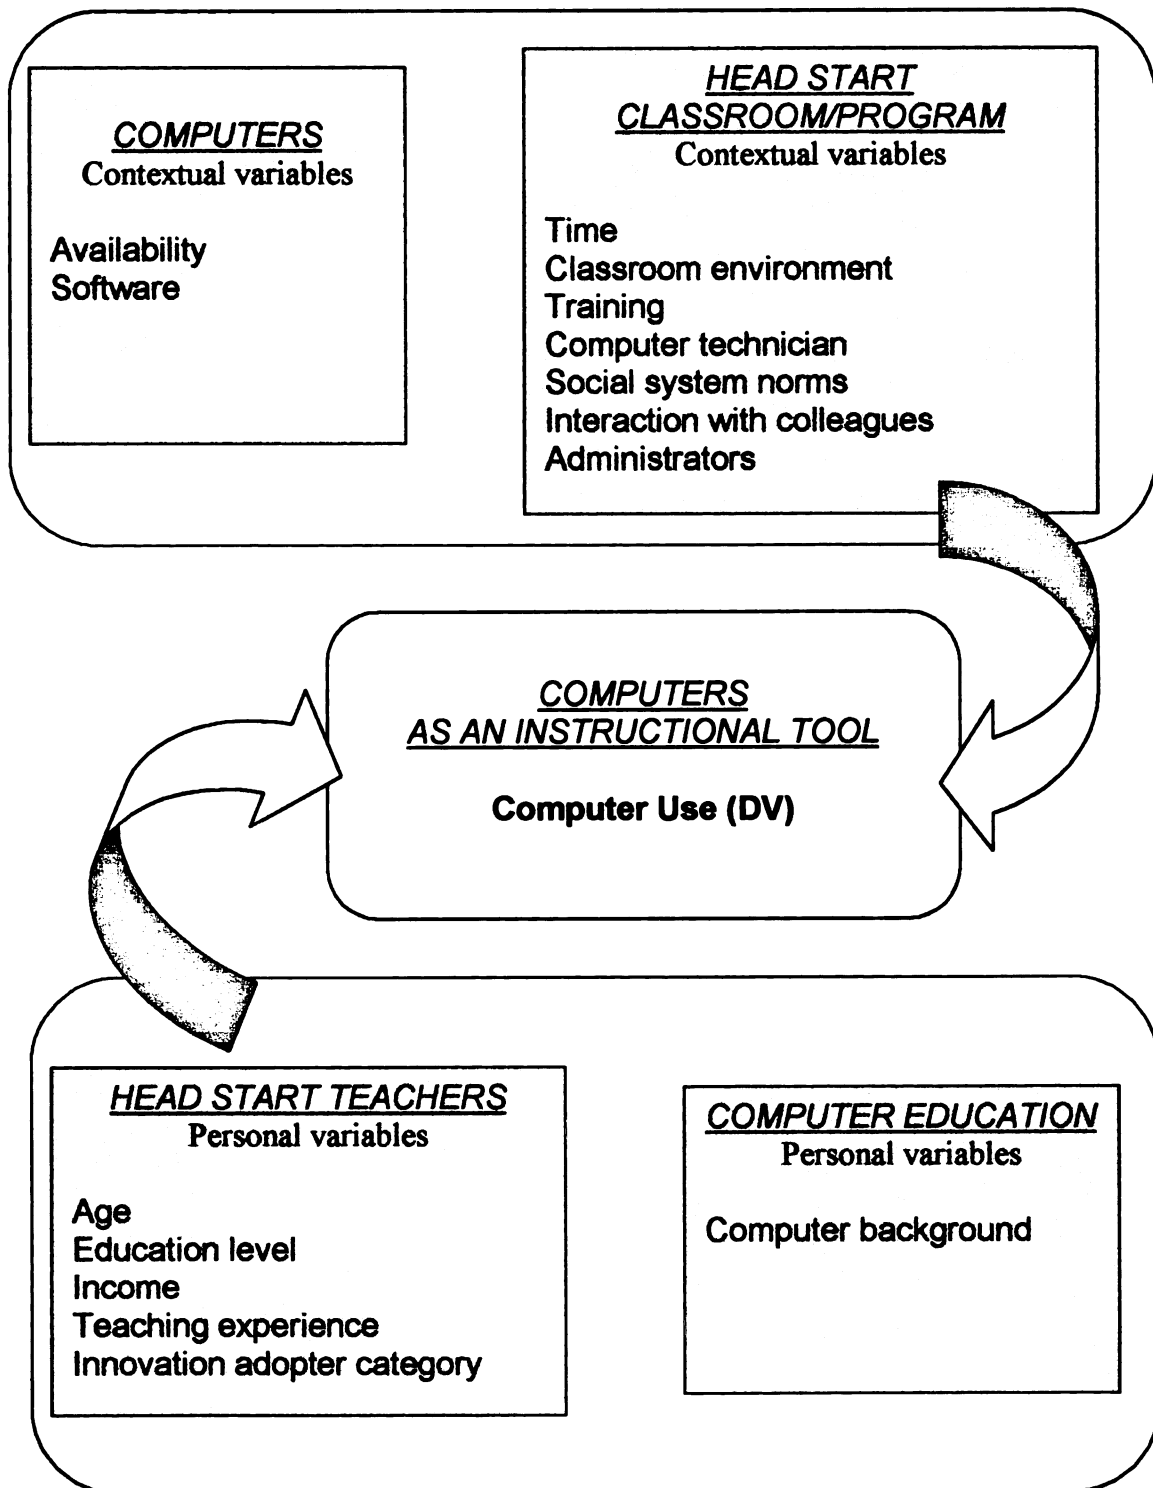 COMPUTERS
Contextual variables
Availability
Software
HEAD START
CLASSROOM/PROGRAM
Contextual variables
Time
Classroom environment
Training
Computer technician
Social system norms
Interaction with colleagues
Administrators
COMPUTERS
AS AN INSTRUCTIONAL TOOL
Computer Use (DV)
HEAD START TEACHERS
Personal variables
Age
Education level
Income
Teaching experience
Innovation adopter category
COMPUTER EDUCATION
Personal variables
Computer background